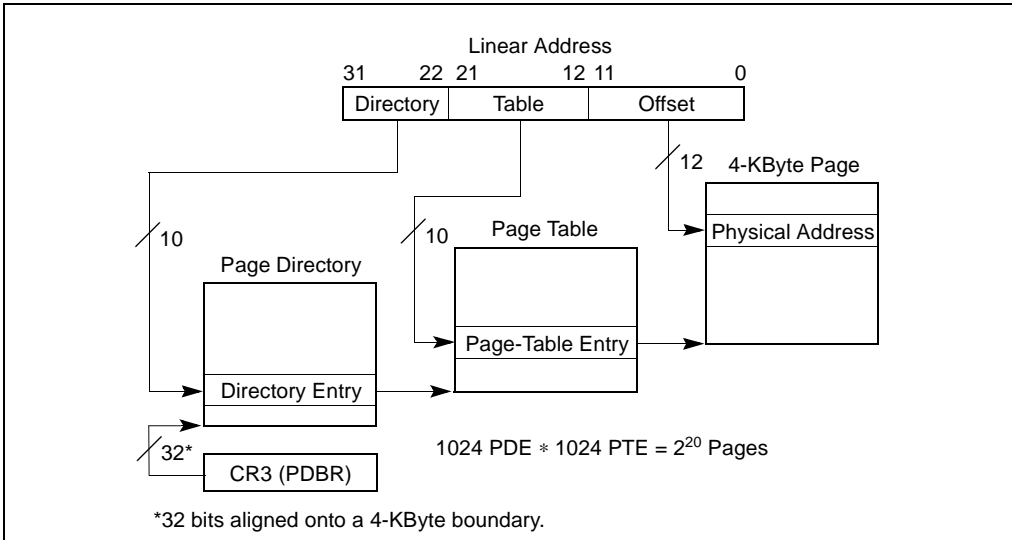 Linear Address
31 22 21 12 11 0
Directory Table Offset
12
4-KByte Page
Physical Address
10
10
Page Table
Page Directory
Page-Table Entry
Directory Entry
32*
1024 PDE * 1024 PTE = 2^20 Pages
CR3 (PDBR)
*32 bits aligned onto a 4-KByte boundary.